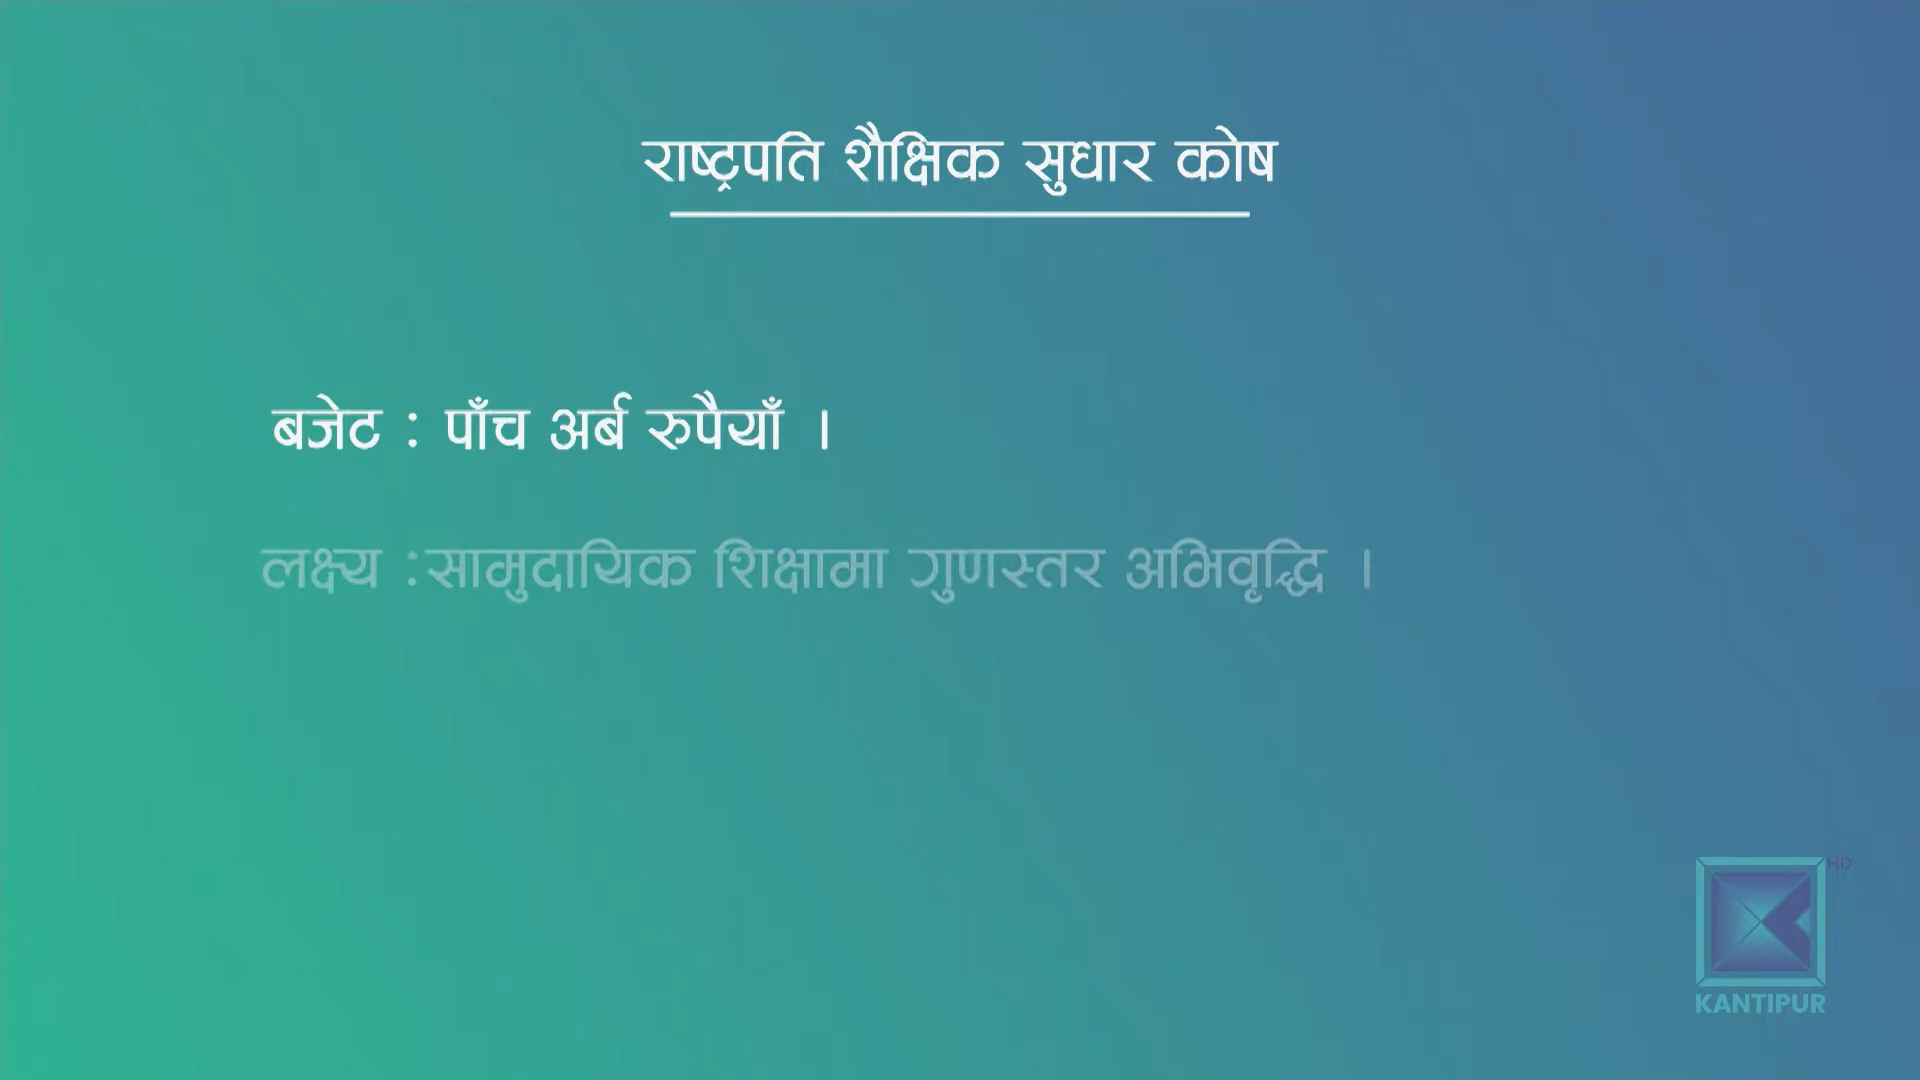 राष्ट्रपति शैक्षिक सुधार कोष
बजेट : पाँच अर्ब रुपैयाँ ।
लक्ष्य :सामुदायिक शिक्षामा गुणस्तर अभिवृद्धि ।
HD
KANTIPUR